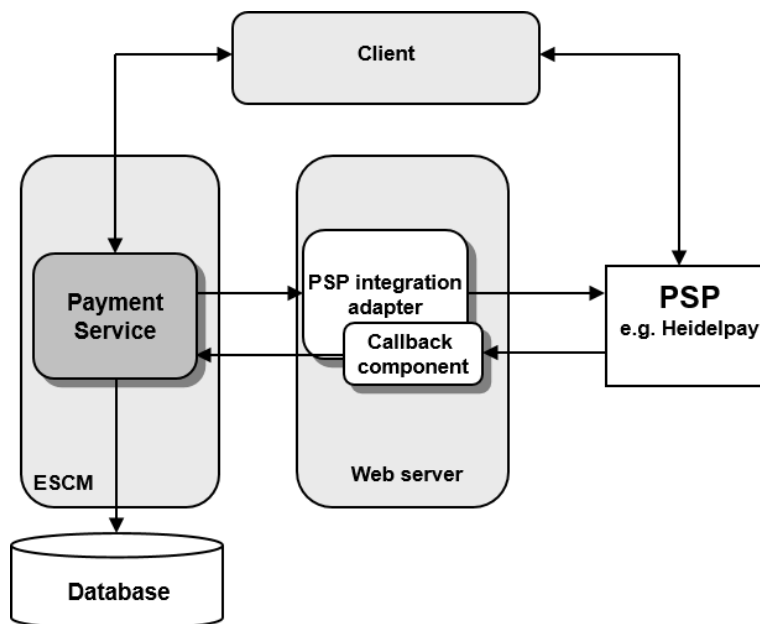 Client
Payment
Service
PSP integration
adapter
Callback
component
PSP
e.g. Heidelpay
ESCM
Web server
Database